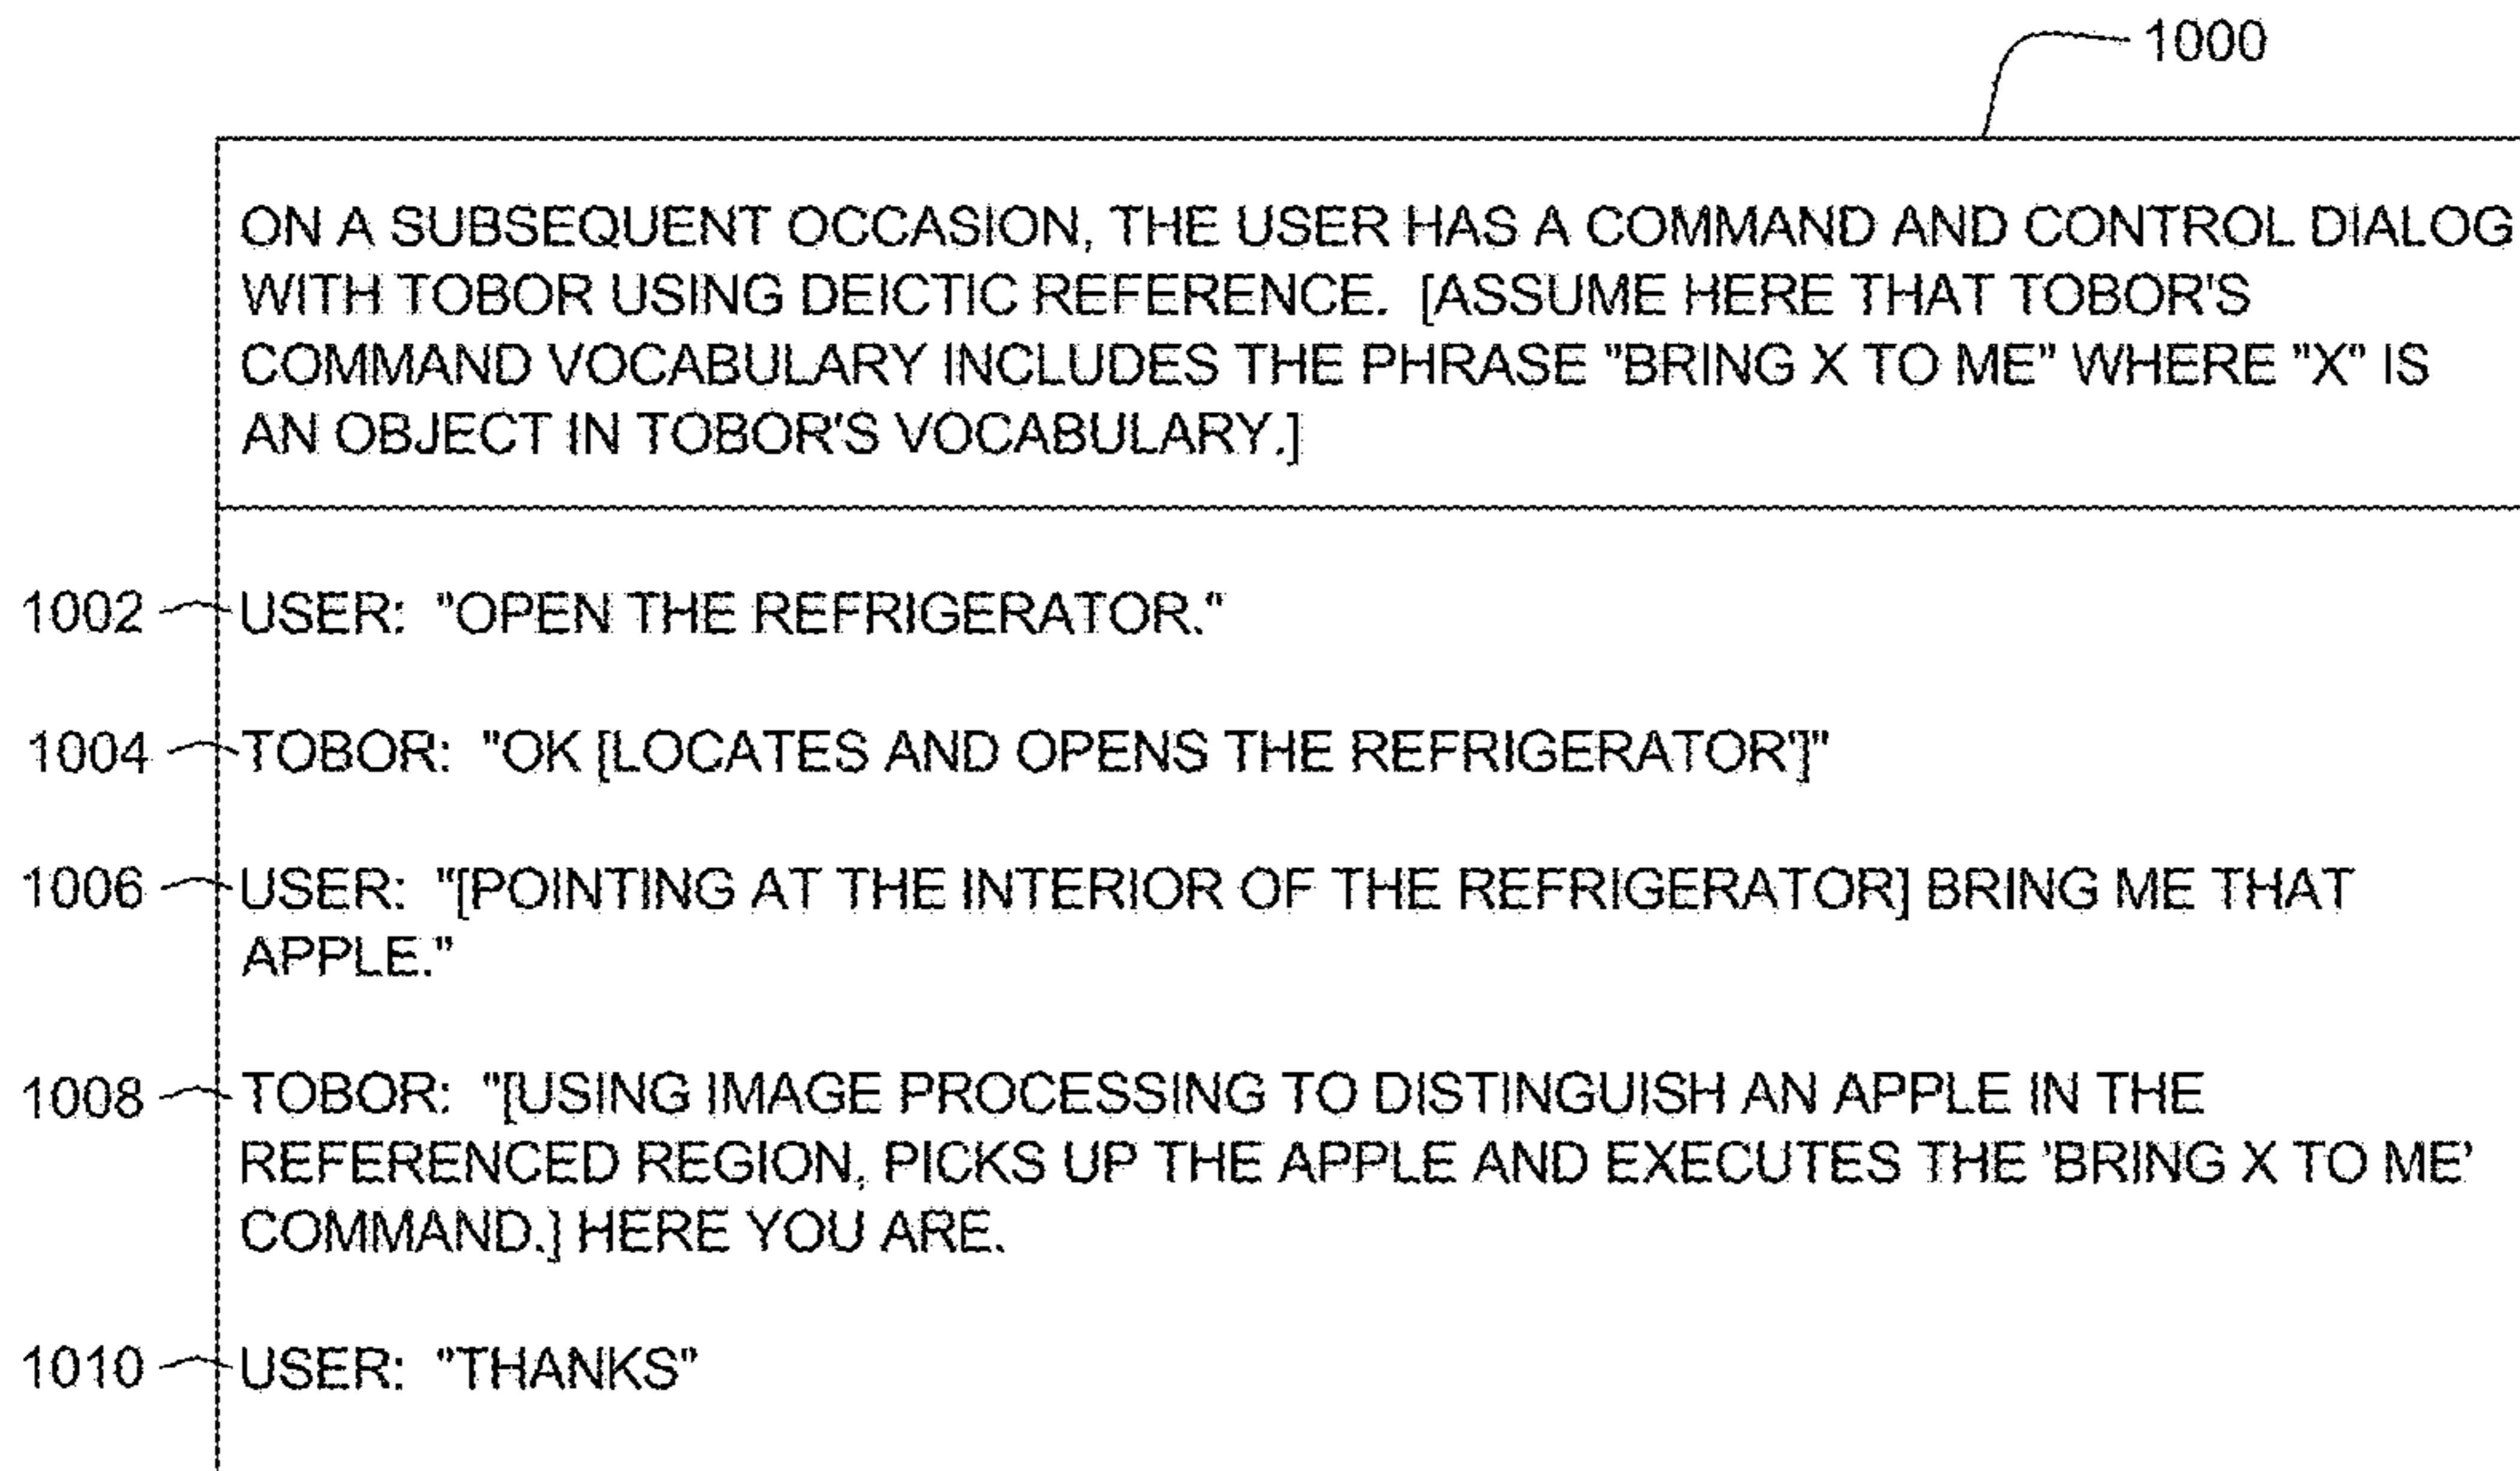 1000
ON A SUBSEQUENT OCCASION, THE USER HAS A COMMAND AND CONTROL DIALOG
WITH TOBOR USING DEICTIC REFERENCE. [ASSUME HERE THAT TOBOR'S
COMMAND VOCABULARY INCLUDES THE PHRASE "BRING X TO ME" WHERE "X" IS
AN OBJECT IN TOBOR'S VOCABULARY.]
1002 USER: "OPEN THE REFRIGERATOR."
1004 TOBOR: "OK [LOCATES AND OPENS THE REFRIGERATOR']"
1006 USER: "[POINTING AT THE INTERIOR OF THE REFRIGERATOR] BRING ME THAT
APPLE."
1008 TOBOR: "[USING IMAGE PROCESSING TO DISTINGUISH AN APPLE IN THE
REFERENCED REGION, PICKS UP THE APPLE AND EXECUTES THE 'BRING X TO ME'
COMMAND.] HERE YOU ARE.
1010 USER: "THANKS"